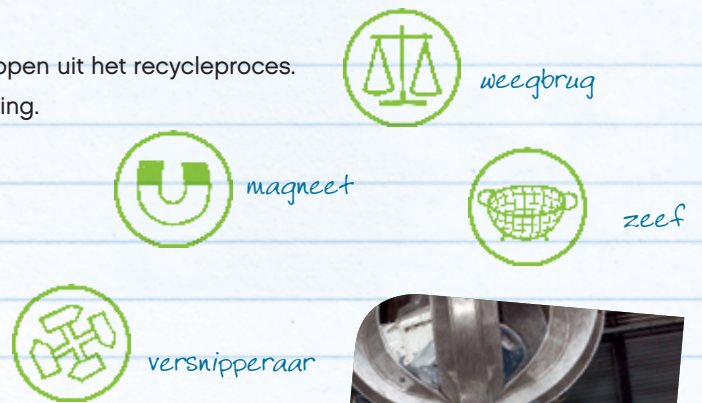 open uit het recycleproces.
weegbrug
ing.
magneet
zeef
versnipperaar